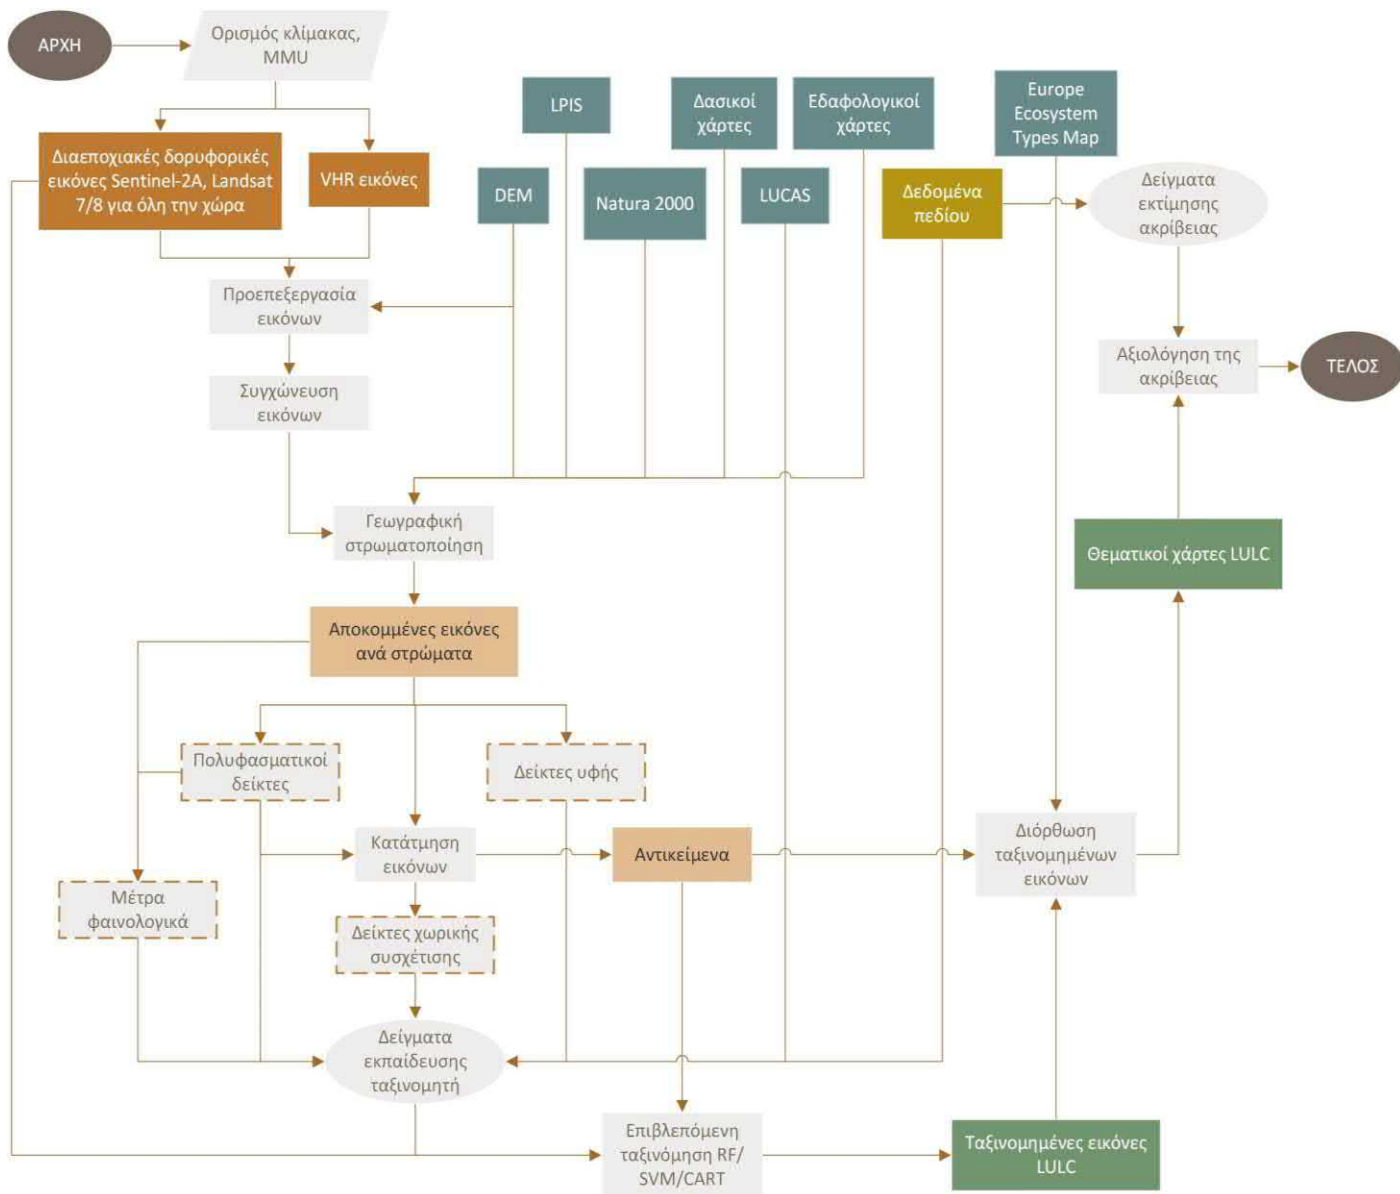 ΑΡΧΗ
Ορισμός κλίμακας,
MMU
LPIS
Δασικοί
χάρτες
Εδαφολογικοί
χάρτες
Europe
Ecosystem
Types Map
Διαεποχιακές δορυφορικές
εικόνες Sentinel-2A, Landsat
7/8 για όλη την χώρα
VHR εικόνες
DEM
Natura 2000
LUCAS
Δεδομένα
πεδίου
Δείγματα
εκτίμησης
ακρίβειας
Προεπεξεργασία
εικόνων
Συγχώνευση
εικόνων
Αξιολόγηση της
ακρίβειας
ΤΕΛΟΣ
Γεωγραφική
στρωματοποίηση
Θεματικοί χάρτες LULC
Αποκομμένες εικόνες
ανά στρώματα
Πολυφασματικοί
δείκτες
Δείκτες υφής
Κατάτμηση
εικόνων
Αντικείμενα
Διόρθωση
ταξινομημένων
εικόνων
Μέτρα
φαινολογικά
Δείκτες χωρικής
συσχέτισης
Δείγματα
εκπαίδευσης
ταξινομητή
Επιβλεπόμενη
ταξινόμηση RF/
SVM/CART
Ταξινομημένες εικόνες
LULC